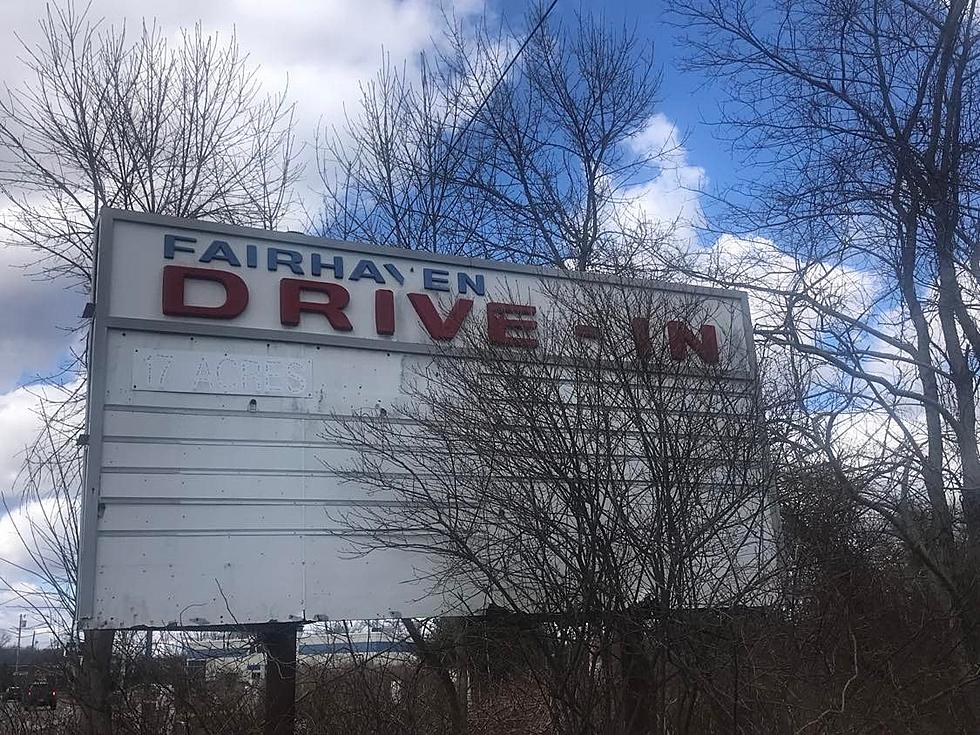 FAIRHAVEN
DRIVE-IN
17 ACRES